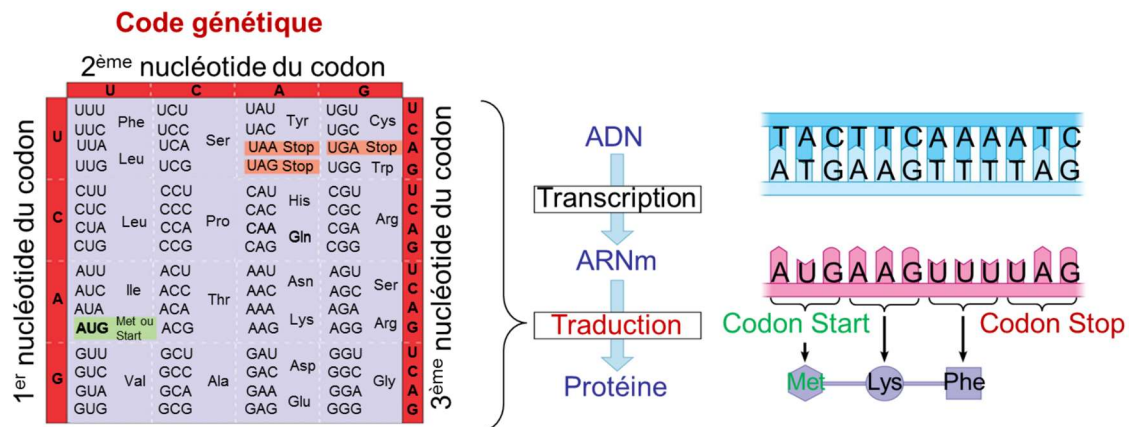 Code génétique
2ème nucléotide du codon
U C A G
1er nucléotide du codon
U
UUU UCU UAU UGU U
Phe Tyr Cys
UUC UCC UAC UGC C
Ser
UUA UCA UAA Stop UGA Stop A
Leu
UUG UCG UAG Stop UGG Trp G
C
CUU CCU CAU CGU U
His
CUC CCC CAC CGC C
Leu Pro Arg
CUA CCA CAA CGA A
Gln
CUG CCG CAG CGG G
A
AUU ACU AAU AGU U
Asn Ser
AUC Ile ACC AAC AGC C
Thr
AUA ACA AAA AGA A
Lys Arg
AUG Met ou Start ACG AAG AGG G
G
GUU GCU GAU GGU U
Asp
GUC GCC GAC GGC C
Val Ala Gly
GUA GCA GAA GGA A
Glu
GUG GCG GAG GGG G
3ème nucléotide du codon
ADN
Transcription
ARNm
Traduction
Protéine
TACTTCAAAATC
ATGAAGTTTTAG
AUGAAGUUUUAG
Codon Start Codon Stop
Met Lys Phe